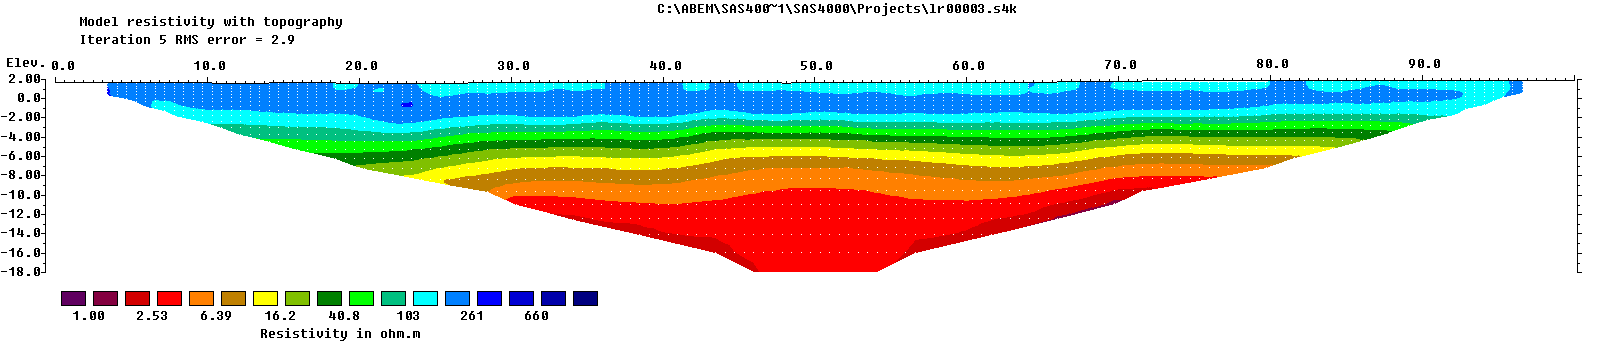 C:\ABEM\SAS400~1\SAS4000\Projects\lr00003.s4k
Model resistivity with topography
Iteration 5 RMS error = 2.9
Elev. 0.0 10.0 20.0 30.0 40.0 50.0 60.0 70.0 80.0 90.0
2.00
0.0
-2.00
-4.00
-6.00
-8.00
-10.0
-12.0
-14.0
-16.0
-18.0
1.00 2.53 6.39 16.2 40.8 103 261 660
Resistivity in ohm.m